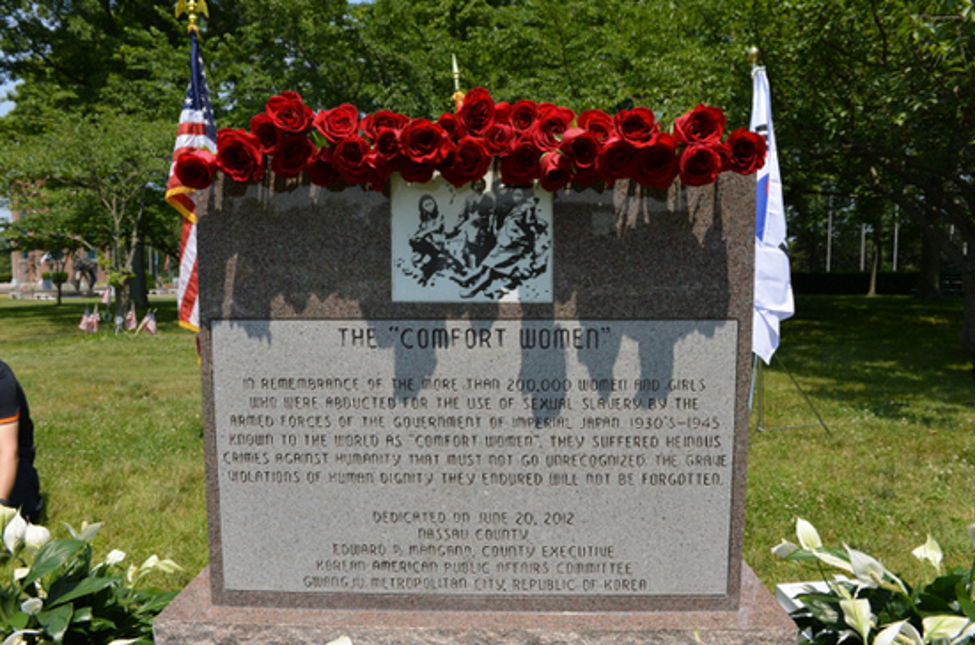 THE "COMFORT WOMEN"
IN REMEMBRANCE OF THE MORE THAN 200,000 WOMEN AND GIRLS
WHO WERE ABDUCTED FOR THE USE OF SEXUAL SLAVERY BY THE
ARMED FORCES OF THE GOVERNMENT OF IMPERIAL JAPAN 1930'S-1945
KNOWN TO THE WORLD AS "COMFORT WOMEN", THEY SUFFERED HEINOUS
CRIMES AGAINST HUMANITY THAT MUST NOT GO UNRECOGNIZED. THE GRAVE
VIOLATIONS OF HUMAN DIGNITY THEY ENDURED WILL NOT BE FORGOTTEN.
DEDICATED ON JUNE 20, 2012
NASSAU COUNTY
EDWARD P. MANGANO, COUNTY EXECUTIVE
KOREAN AMERICAN PUBLIC AFFAIRS COMMITTEE
GWANGJU METROPOLITAN CITY, REPUBLIC OF KOREA